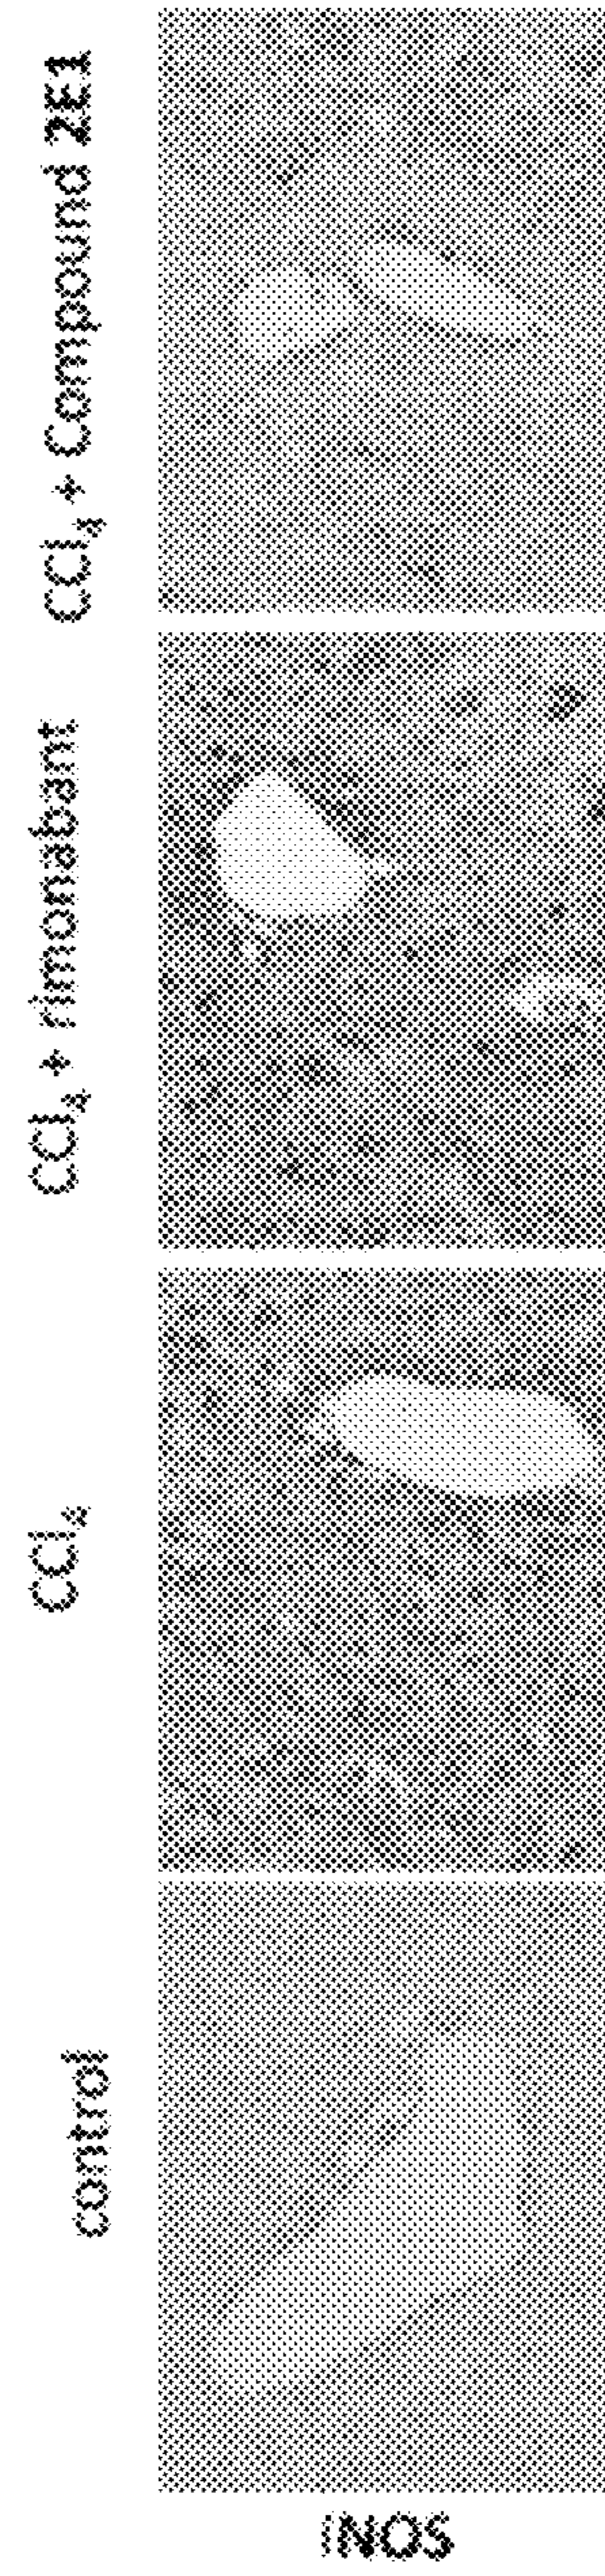 CCl₄ + Compound 2E1
CCl₄ + rimonabant
CCl₄
control
iNOS